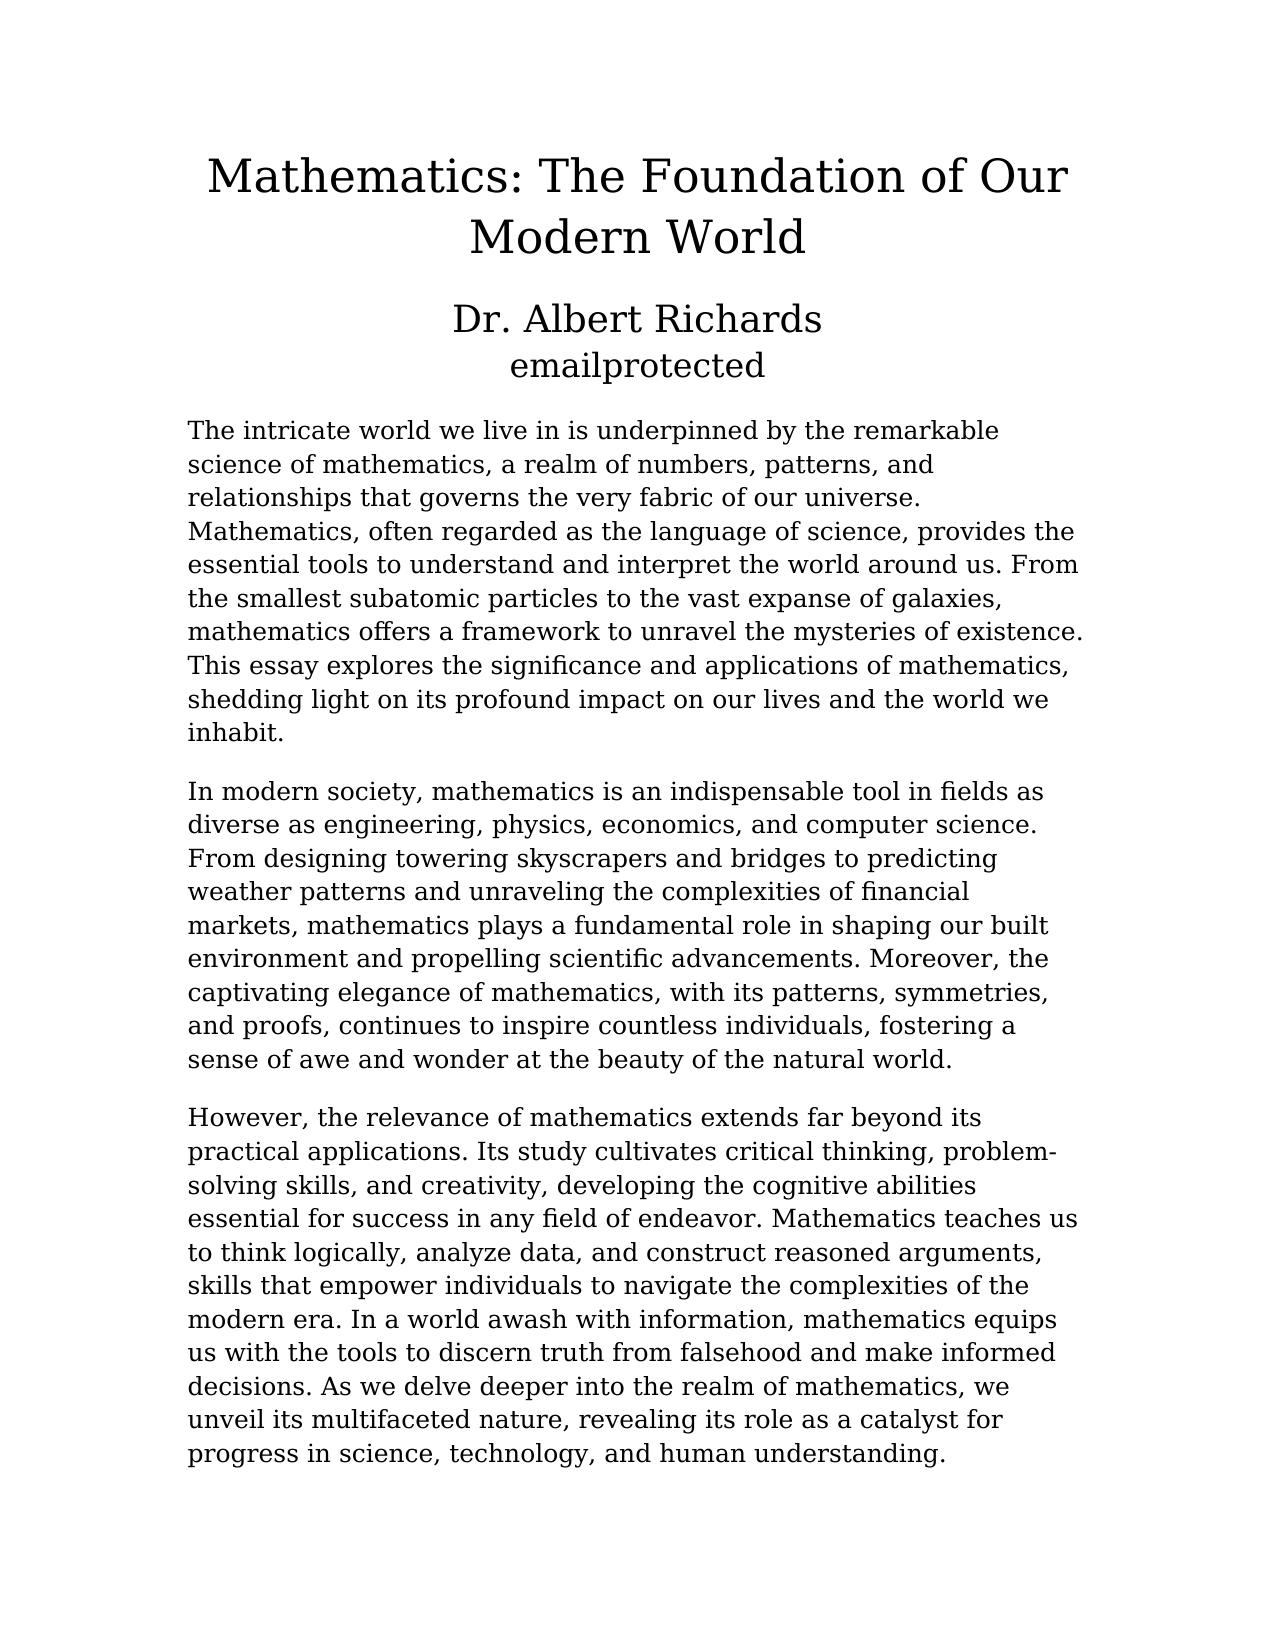 Mathematics: The Foundation of Our
Modern World
Dr. Albert Richards
emailprotected
The intricate world we live in is underpinned by the remarkable
science of mathematics, a realm of numbers, patterns, and
relationships that governs the very fabric of our universe.
Mathematics, often regarded as the language of science, provides the
essential tools to understand and interpret the world around us. From
the smallest subatomic particles to the vast expanse of galaxies,
mathematics offers a framework to unravel the mysteries of existence.
This essay explores the significance and applications of mathematics,
shedding light on its profound impact on our lives and the world we
inhabit.
In modern society, mathematics is an indispensable tool in fields as
diverse as engineering, physics, economics, and computer science.
From designing towering skyscrapers and bridges to predicting
weather patterns and unraveling the complexities of financial
markets, mathematics plays a fundamental role in shaping our built
environment and propelling scientific advancements. Moreover, the
captivating elegance of mathematics, with its patterns, symmetries,
and proofs, continues to inspire countless individuals, fostering a
sense of awe and wonder at the beauty of the natural world.
However, the relevance of mathematics extends far beyond its
practical applications. Its study cultivates critical thinking, problem-
solving skills, and creativity, developing the cognitive abilities
essential for success in any field of endeavor. Mathematics teaches us
to think logically, analyze data, and construct reasoned arguments,
skills that empower individuals to navigate the complexities of the
modern era. In a world awash with information, mathematics equips
us with the tools to discern truth from falsehood and make informed
decisions. As we delve deeper into the realm of mathematics, we
unveil its multifaceted nature, revealing its role as a catalyst for
progress in science, technology, and human understanding.